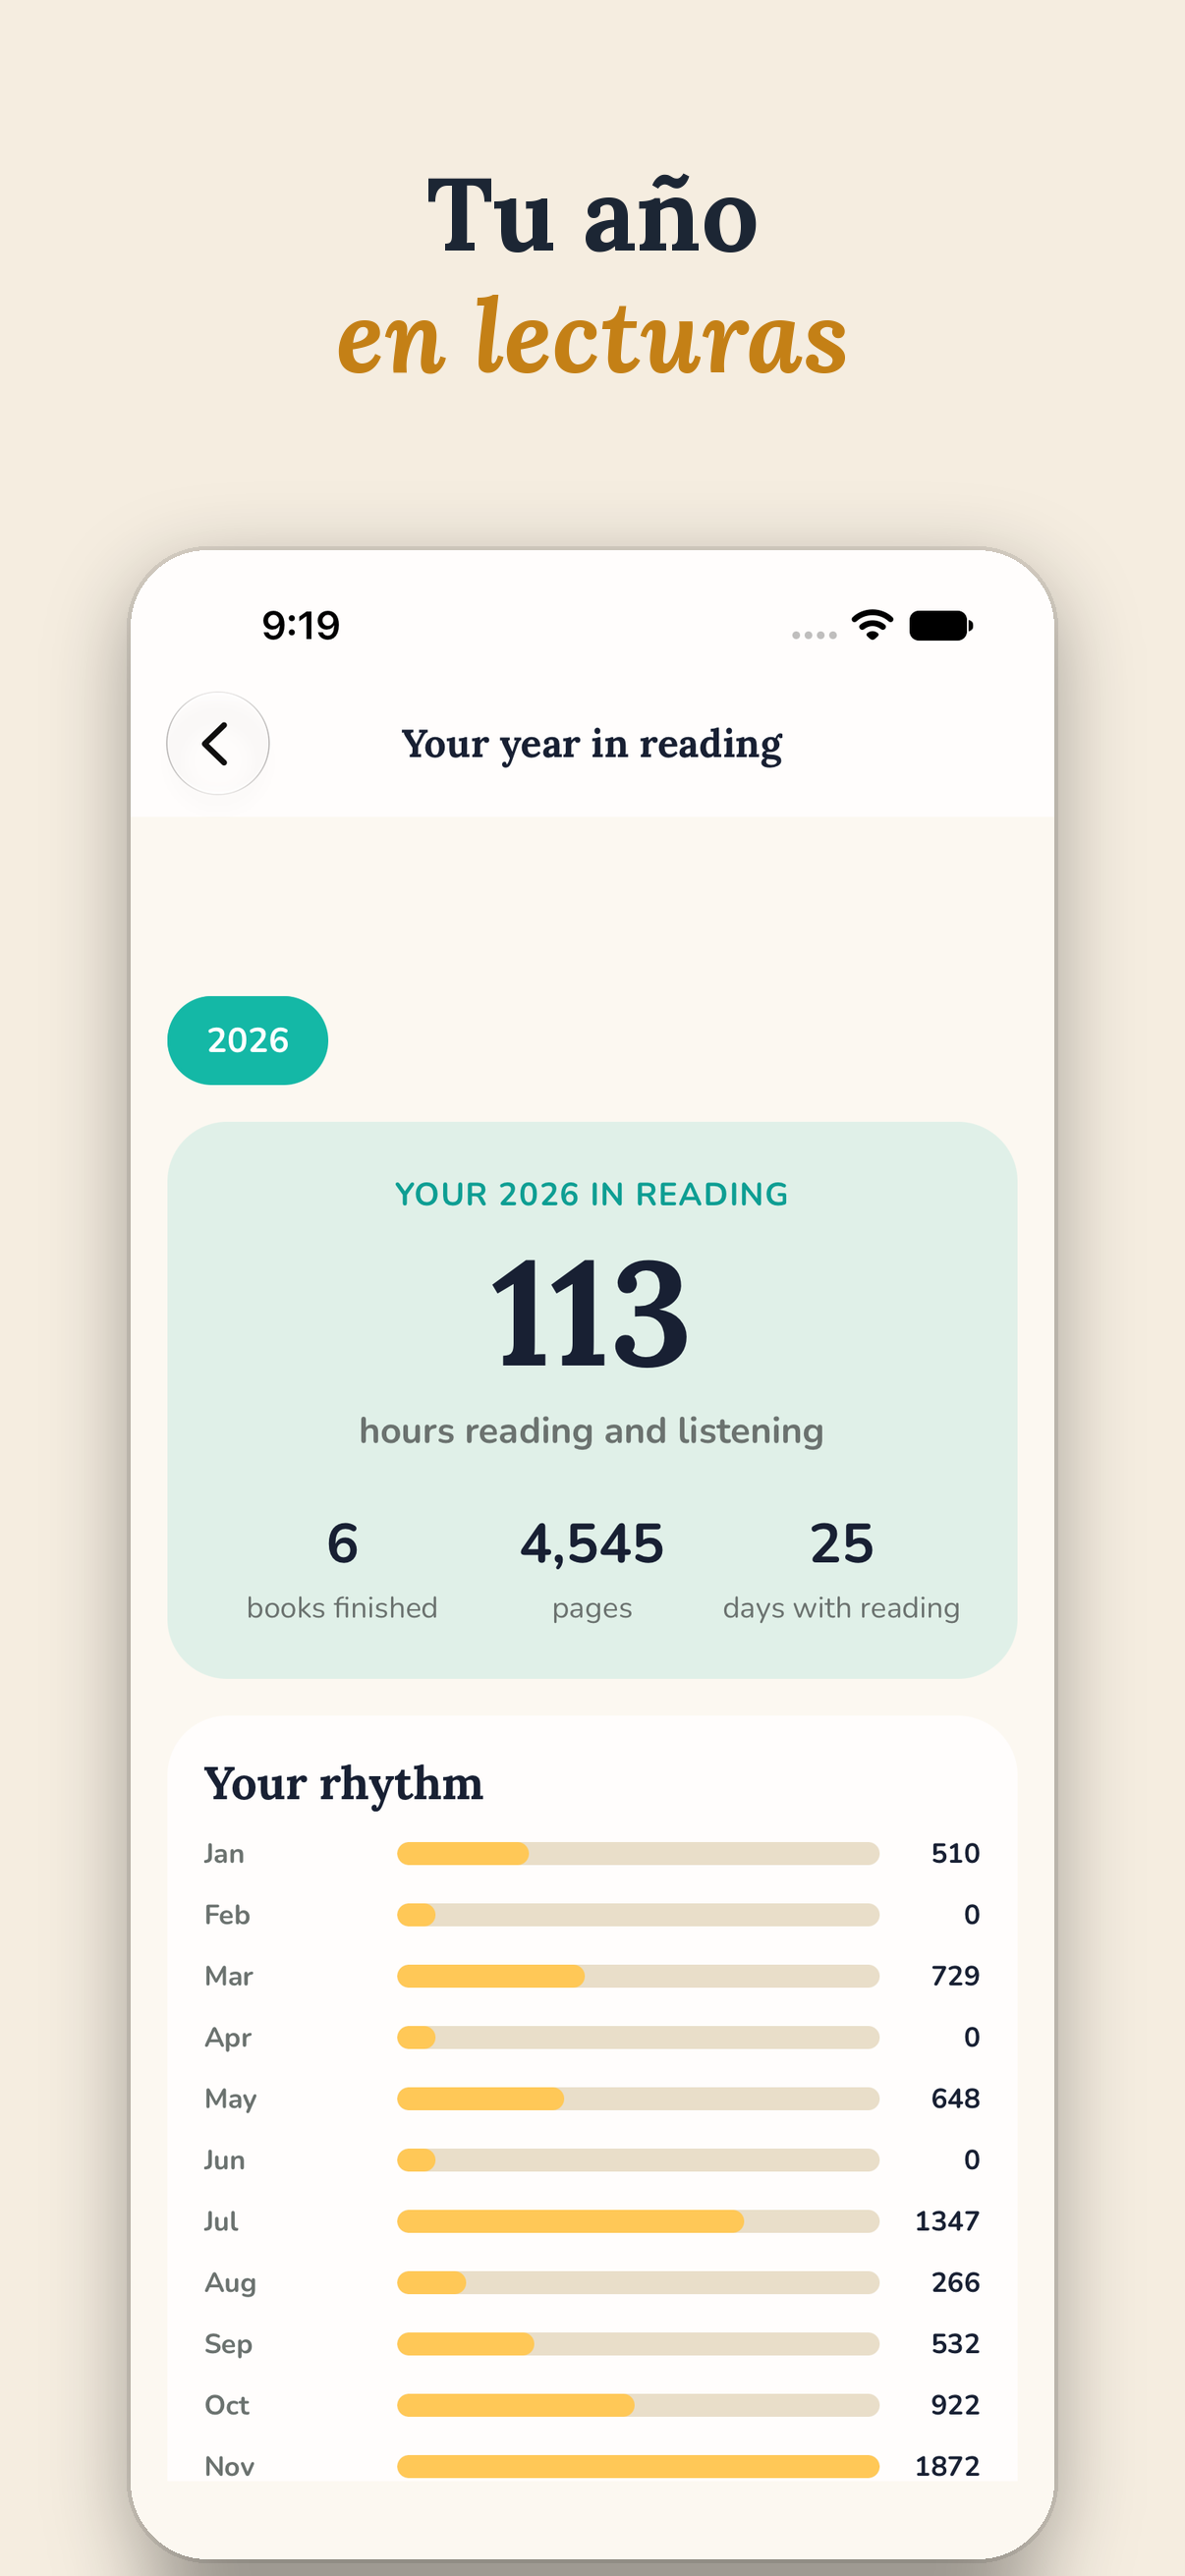 Tu año
en lecturas
9:19
Your year in reading
2026
YOUR 2026 IN READING
113
hours reading and listening
6 4,545 25
books finished pages days with reading
Your rhythm
Jan 510
Feb 0
Mar 729
Apr 0
May 648
Jun 0
Jul 1347
Aug 266
Sep 532
Oct 922
Nov 1872